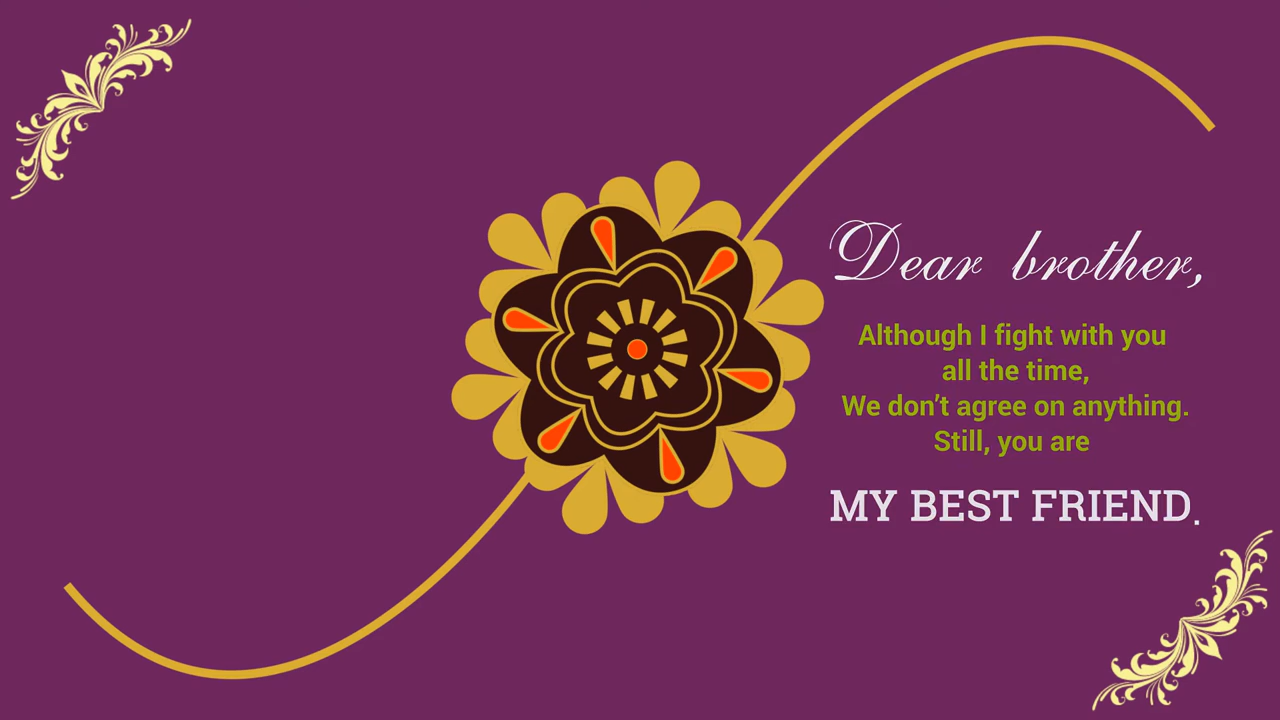 Dear brother,
Although I fight with you
all the time,
We don’t agree on anything.
Still, you are
MY BEST FRIEND.